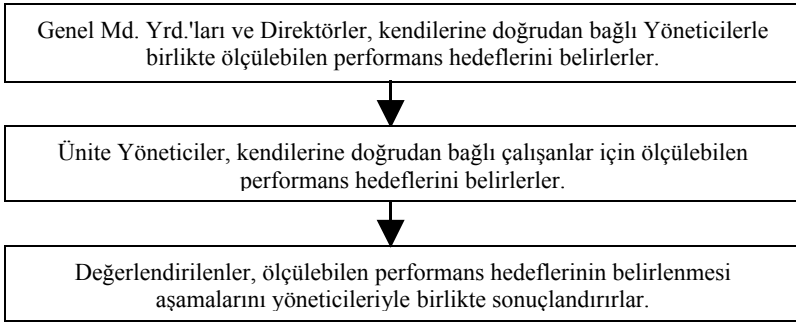 Genel Md. Yrd.'ları ve Direktörler, kendilerine doğrudan bağlı Yöneticilerle
birlikte ölçülebilen performans hedeflerini belirlerler.
Ünite Yöneticiler, kendilerine doğrudan bağlı çalışanlar için ölçülebilen
performans hedeflerini belirlerler.
Değerlendirilenler, ölçülebilen performans hedeflerinin belirlenmesi
aşamalarını yöneticileriyle birlikte sonuçlandırırlar.